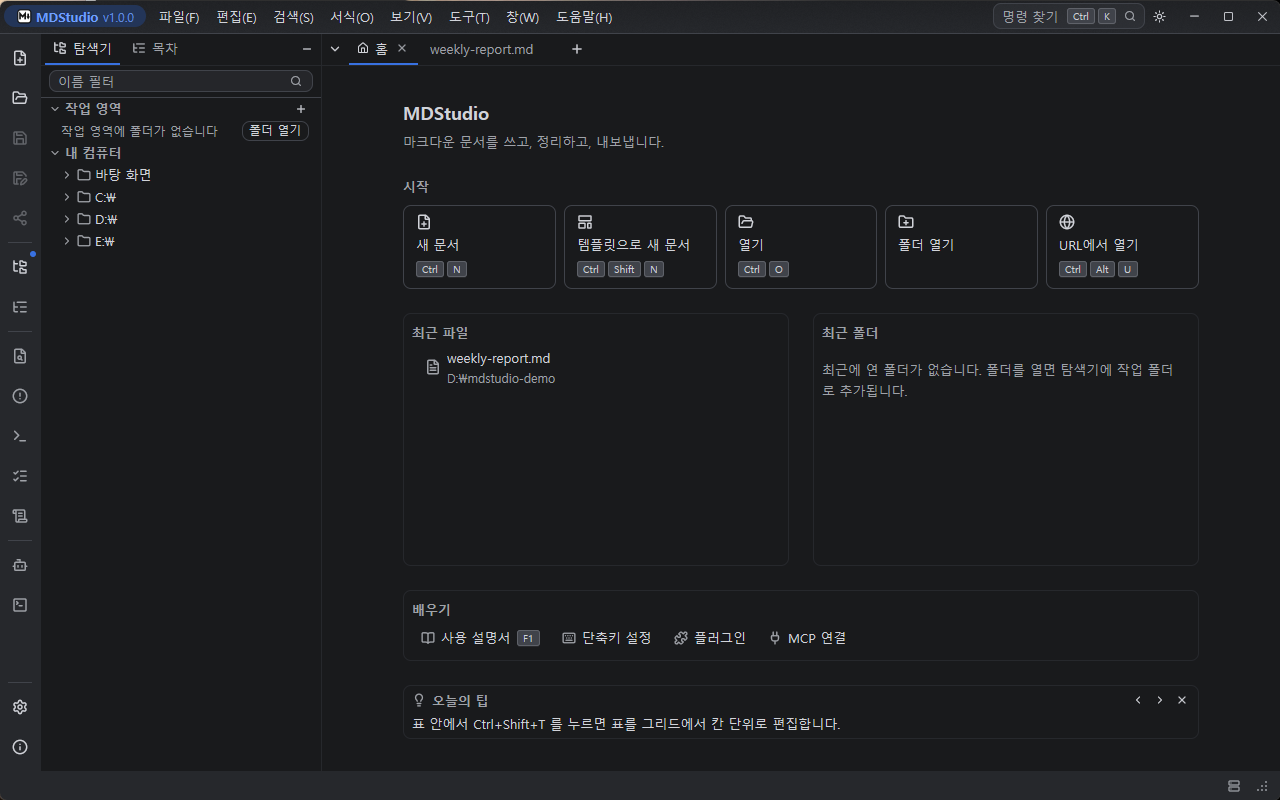 MDStudio v1.0.0 파일(F) 편집(E) 검색(S) 서식(O) 보기(V) 도구(T) 창(W) 도움말(H) 명령 찾기 Ctrl K
탐색기 목차
홈 weekly-report.md
이름 필터
작업 영역
작업 영역에 폴더가 없습니다 폴더 열기
내 컴퓨터
바탕 화면
C:₩
D:₩
E:₩
MDStudio
마크다운 문서를 쓰고, 정리하고, 내보냅니다.
시작
새 문서
Ctrl N
템플릿으로 새 문서
Ctrl Shift N
열기
Ctrl O
폴더 열기
URL에서 열기
Ctrl Alt U
최근 파일
weekly-report.md
D:₩mdstudio-demo
최근 폴더
최근에 연 폴더가 없습니다. 폴더를 열면 탐색기에 작업 폴더
로 추가됩니다.
배우기
사용 설명서 F1 단축키 설정 플러그인 MCP 연결
오늘의 팁
표 안에서 Ctrl+Shift+T 를 누르면 표를 그리드에서 칸 단위로 편집합니다.